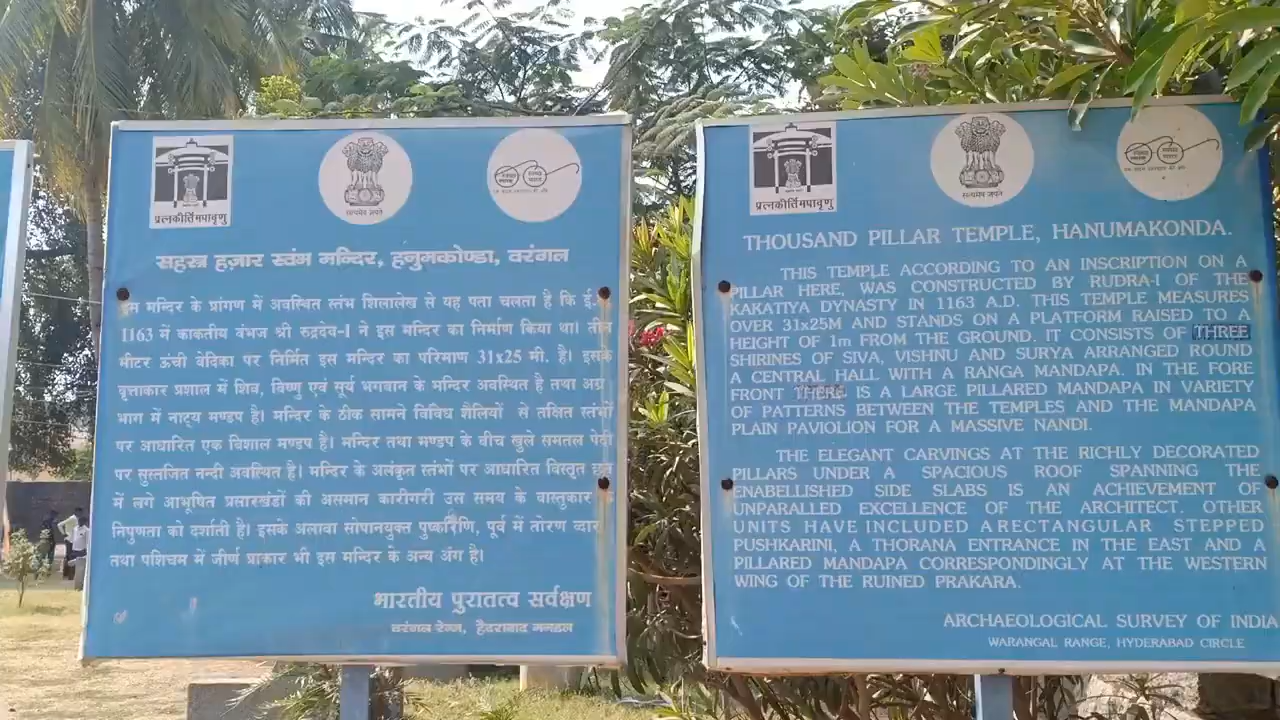 प्रत्नकीर्तिमपावृणु
सत्यमेव जयते
सहस्त्र हज़ार स्वंभ मन्दिर, हनुमकोण्डा, वरंगल
इस मन्दिर के प्रांगण में अवस्थित स्तंभ शिलालेख से यह पता चलता है कि ई.
1163 में काकतीय वंभज श्री रुद्रदेव-I ने इस मन्दिर का निर्माण किया था। तीन
मीटर ऊंची वेदिका पर निर्मित इस मन्दिर का परिमाण 31x25 मी. है। इसके
वृत्ताकार प्रशाल में शिव, विष्णु एवं सूर्य भगवान के मन्दिर अवस्थित है तथा अग्र
भाग में नाट्य मण्डप है। मन्दिर के ठीक सामने विविध शैलियों से तक्षित स्तंभों
पर आधारित एक विशाल मण्डप है। मन्दिर तथा मण्डप के बीच खुले समतल पेदी
पर सुसज्जित नन्दी अवस्थित है। मन्दिर के अलंकृत स्तंभों पर आधारित विस्तृत छत
में लगे आभूषित प्रसारखंडों की असमान कारीगरी उस समय के वास्तुकार
निपुणता को दर्शाती है। इसके अलावा सोपानयुक्त पुष्करिणि, पूर्व में तोरण व्दार
तथा पश्चिम में जीर्ण प्राकार भी इस मन्दिर के अन्य अंग है।
भारतीय पुरातत्व सर्वक्षण
वरंगल रेन्ज, हैदराबाद मण्डल
प्रत्नकीर्तिमपावृणु
सत्यमेव जयते
THOUSAND PILLAR TEMPLE, HANUMAKONDA.
THIS TEMPLE ACCORDING TO AN INSCRIPTION ON A
PILLAR HERE, WAS CONSTRUCTED BY RUDRA-I OF THE
KAKATIYA DYNASTY IN 1163 A.D. THIS TEMPLE MEASURES
OVER 31x25M AND STANDS ON A PLATFORM RAISED TO A
HEIGHT OF 1m FROM THE GROUND. IT CONSISTS OF THREE
SHIRINES OF SIVA, VISHNU AND SURYA ARRANGED ROUND
A CENTRAL HALL WITH A RANGA MANDAPA. IN THE FORE
FRONT THERE IS A LARGE PILLARED MANDAPA IN VARIETY
OF PATTERNS BETWEEN THE TEMPLES AND THE MANDAPA
PLAIN PAVIOLION FOR A MASSIVE NANDI.
THE ELEGANT CARVINGS AT THE RICHLY DECORATED
PILLARS UNDER A SPACIOUS ROOF SPANNING THE
ENABELLISHED SIDE SLABS IS AN ACHIEVEMENT OF
UNPARALLED EXCELLENCE OF THE ARCHITECT. OTHER
UNITS HAVE INCLUDED A RECTANGULAR STEPPED
PUSHKARINI, A THORANA ENTRANCE IN THE EAST AND A
PILLARED MANDAPA CORRESPONDINGLY AT THE WESTERN
WING OF THE RUINED PRAKARA.
ARCHAEOLOGICAL SURVEY OF INDIA
WARANGAL RANGE, HYDERABAD CIRCLE